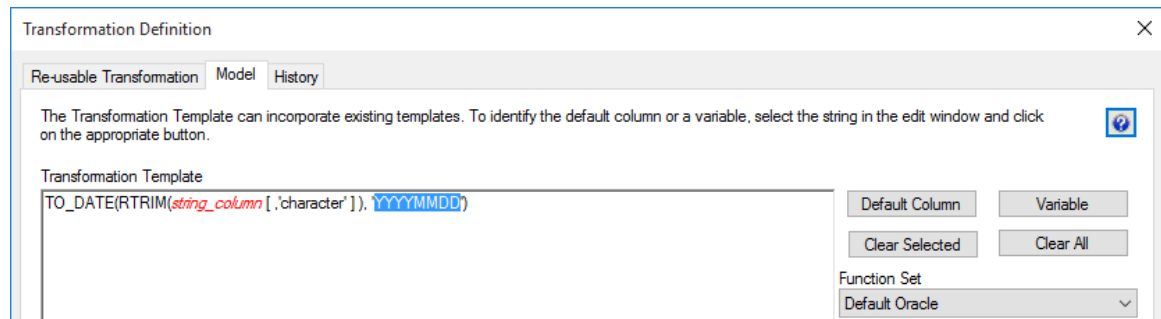 Transformation Definition
Re-usable Transformation Model History
The Transformation Template can incorporate existing templates. To identify the default column or a variable, select the string in the edit window and click
on the appropriate button.
Transformation Template
TO_DATE(RTRIM(string_column [ ,'character' ] ), 'YYYYMMDD')
Default Column Variable
Clear Selected Clear All
Function Set
Default Oracle